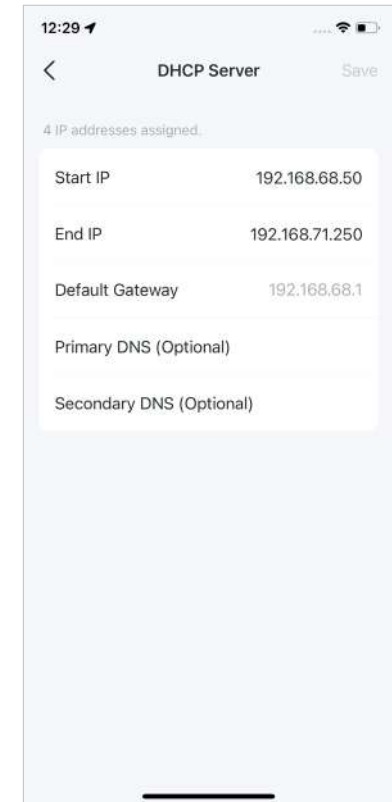 12:29
DHCP Server Save
4 IP addresses assigned.
Start IP 192.168.68.50
End IP 192.168.71.250
Default Gateway 192.168.68.1
Primary DNS (Optional)
Secondary DNS (Optional)